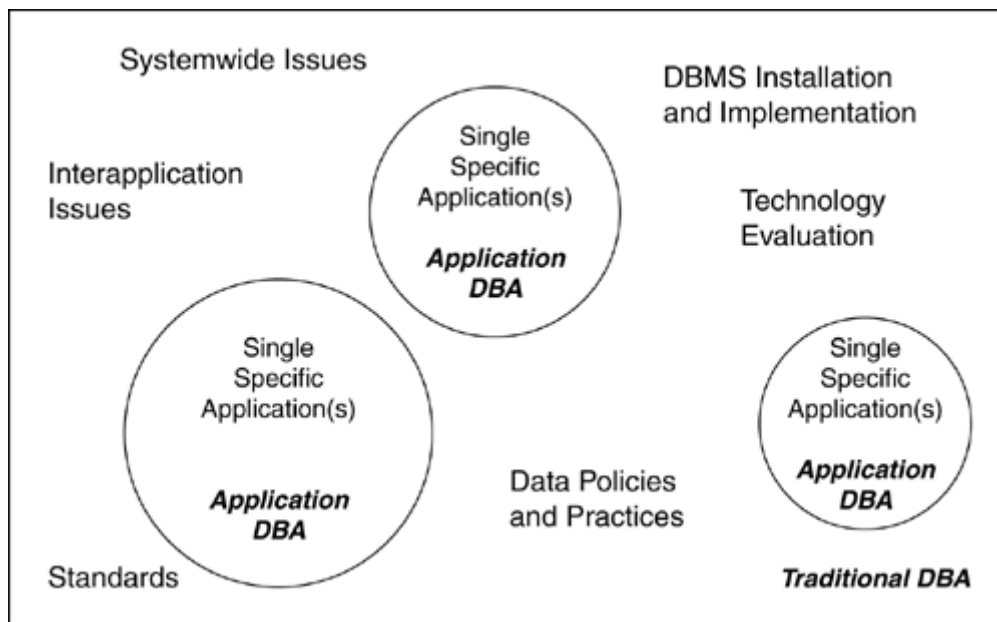 Systemwide Issues
DBMS Installation
and Implementation
Single
Specific
Application(s)
Application
DBA
Interapplication
Issues
Technology
Evaluation
Single
Specific
Application(s)
Application
DBA
Single
Specific
Application(s)
Application
DBA
Data Policies
and Practices
Standards
Traditional DBA